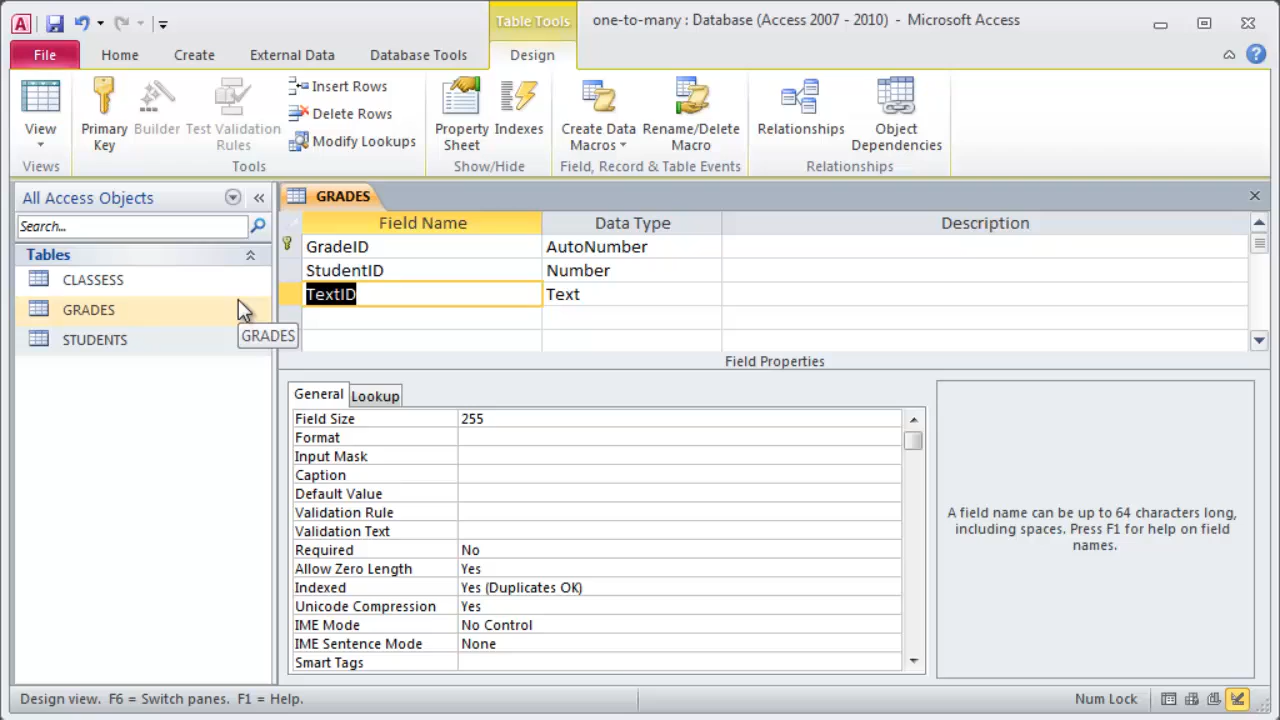 Table Tools
one-to-many : Database (Access 2007 - 2010) - Microsoft Access
File Home Create External Data Database Tools Design
View
Primary Key
Builder
Test Validation Rules
Insert Rows
Delete Rows
Modify Lookups
Property Sheet
Indexes
Create Data Macros
Rename/Delete Macro
Relationships
Object Dependencies
Views Tools Show/Hide Field, Record & Table Events Relationships
All Access Objects
Search...
Tables
CLASSESS
GRADES
STUDENTS
GRADES
GRADES
Field Name Data Type Description
GradeID AutoNumber
StudentID Number
TextID Text
Field Properties
General Lookup
Field Size 255
Format
Input Mask
Caption
Default Value
Validation Rule
Validation Text
Required No
Allow Zero Length Yes
Indexed Yes (Duplicates OK)
Unicode Compression Yes
IME Mode No Control
IME Sentence Mode None
Smart Tags
A field name can be up to 64 characters long,
including spaces. Press F1 for help on field
names.
Design view. F6 = Switch panes. F1 = Help.
Num Lock